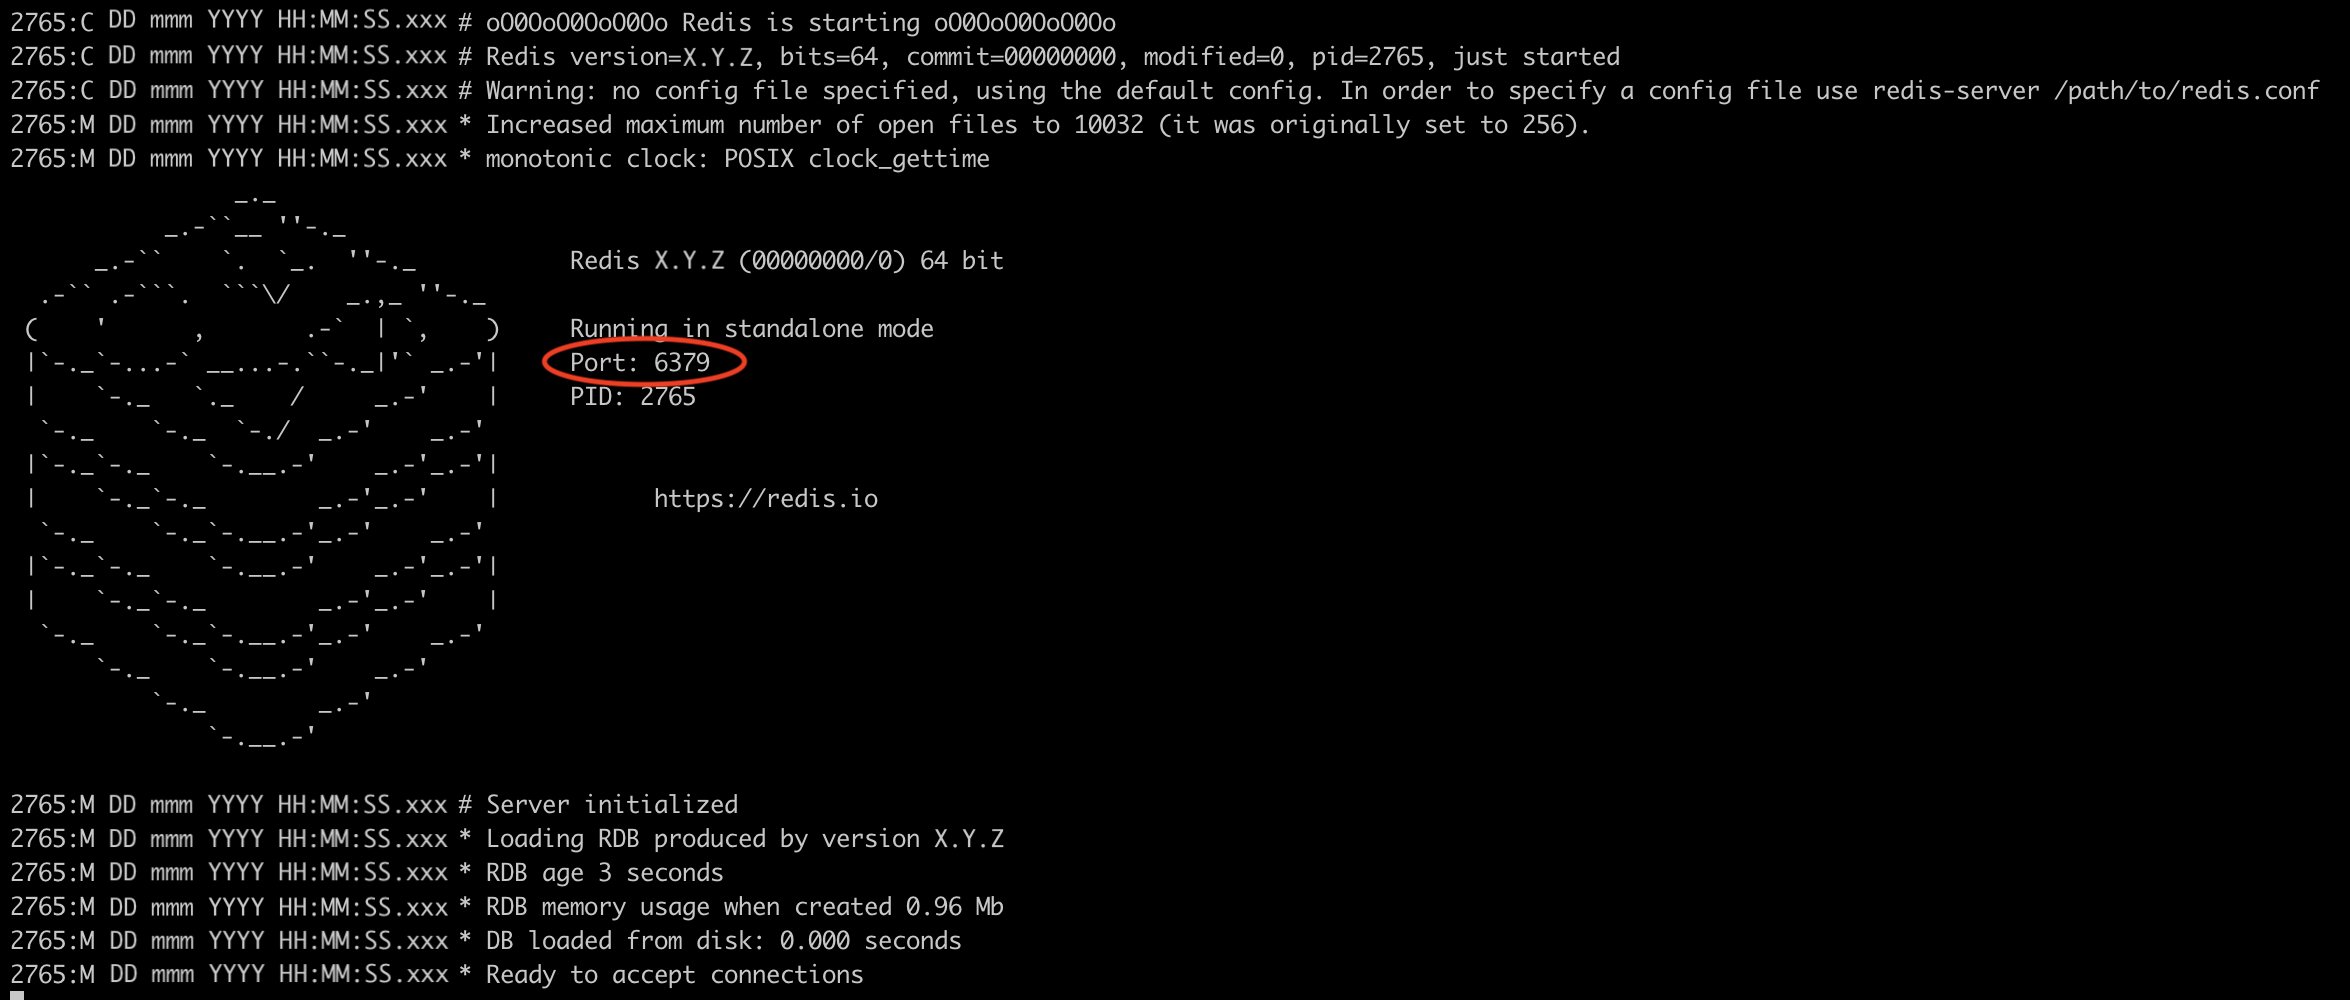 2765:C DD mmm YYYY HH:MM:SS.xxx # oO0OoO0OoO0Oo Redis is starting oO0OoO0OoO0Oo
2765:C DD mmm YYYY HH:MM:SS.xxx # Redis version=X.Y.Z, bits=64, commit=00000000, modified=0, pid=2765, just started
2765:C DD mmm YYYY HH:MM:SS.xxx # Warning: no config file specified, using the default config. In order to specify a config file use redis-server /path/to/redis.conf
2765:M DD mmm YYYY HH:MM:SS.xxx * Increased maximum number of open files to 10032 (it was originally set to 256).
2765:M DD mmm YYYY HH:MM:SS.xxx * monotonic clock: POSIX clock_gettime
Redis X.Y.Z (00000000/0) 64 bit
Running in standalone mode
Port: 6379
PID: 2765
https://redis.io
2765:M DD mmm YYYY HH:MM:SS.xxx # Server initialized
2765:M DD mmm YYYY HH:MM:SS.xxx * Loading RDB produced by version X.Y.Z
2765:M DD mmm YYYY HH:MM:SS.xxx * RDB age 3 seconds
2765:M DD mmm YYYY HH:MM:SS.xxx * RDB memory usage when created 0.96 Mb
2765:M DD mmm YYYY HH:MM:SS.xxx * DB loaded from disk: 0.000 seconds
2765:M DD mmm YYYY HH:MM:SS.xxx * Ready to accept connections